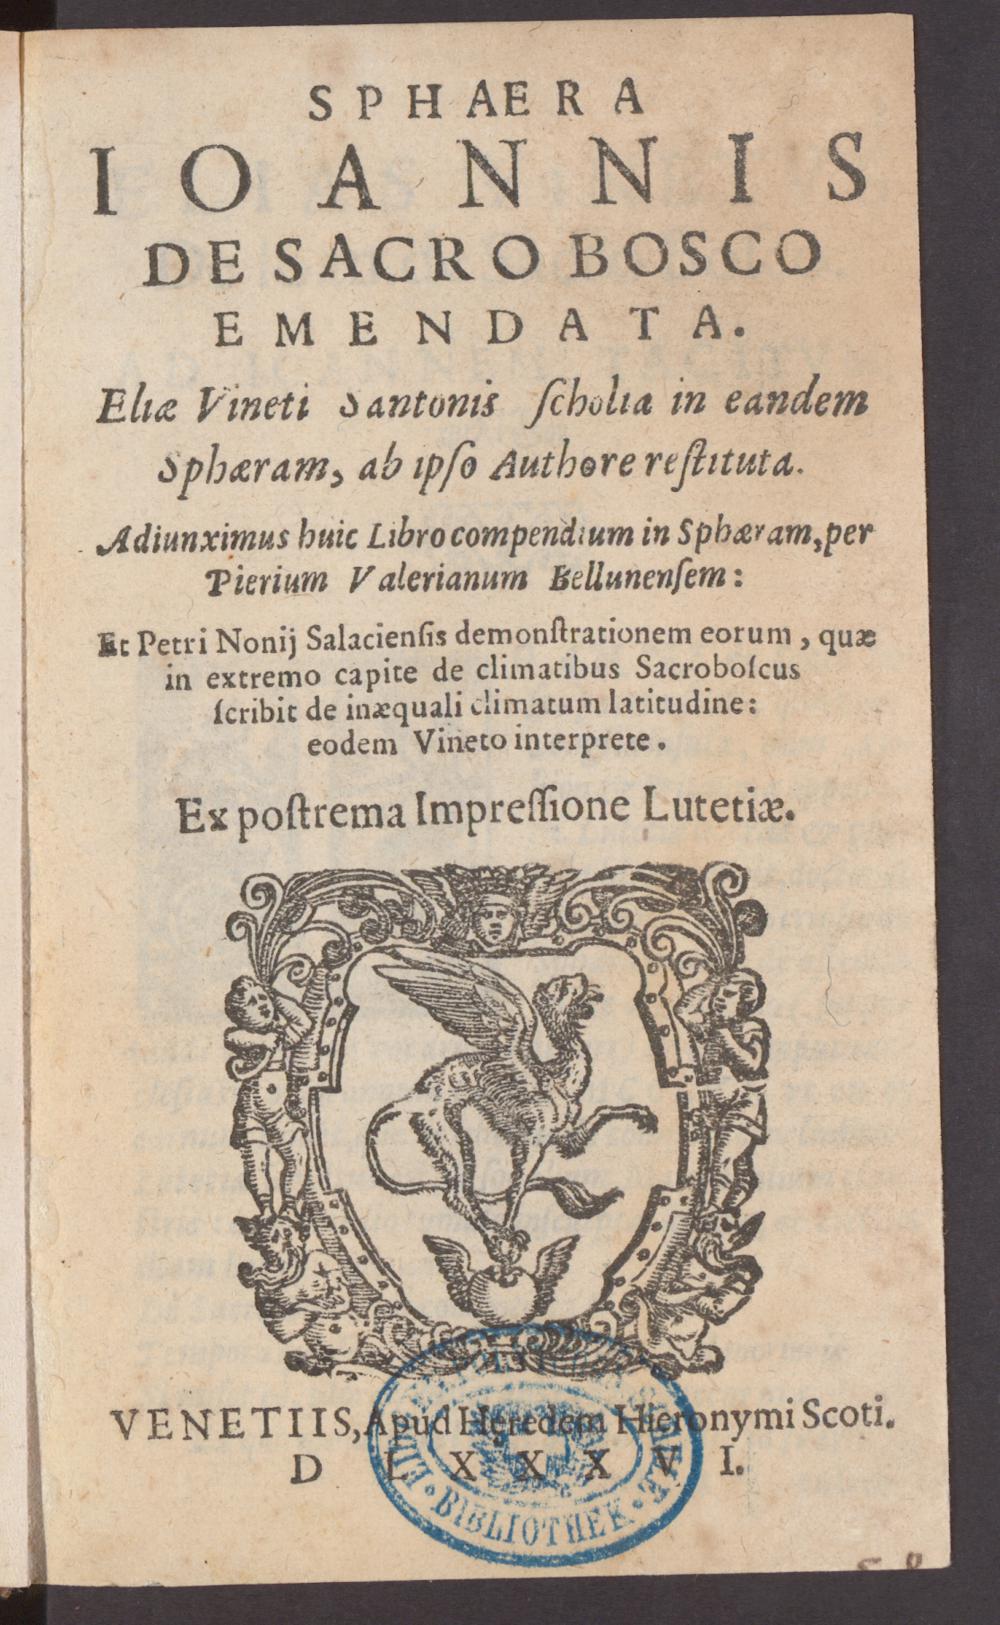 SPHAERA
IOANNIS
DE SACRO BOSCO
EMENDATA.
Eliæ Vineti Santonis ſcholia in eandem
Sphæram, ab ipſo Authore reſtituta.
Adiunximus huic Libro compendium in Sphæram, per
Pierium Valerianum Bellunenſem:
Et Petri Nonij Salacienſis demonſtrationem eorum, quæ
in extremo capite de climatibus Sacroboſcus
ſcribit de inæquali climatum latitudine:
eodem Vineto interprete.
Ex poſtrema Impreſſione Lutetiæ.
VENETIIS, Apud Heredem Hieronymi Scoti.
D L X X X V I.
BIBLIOTHEK